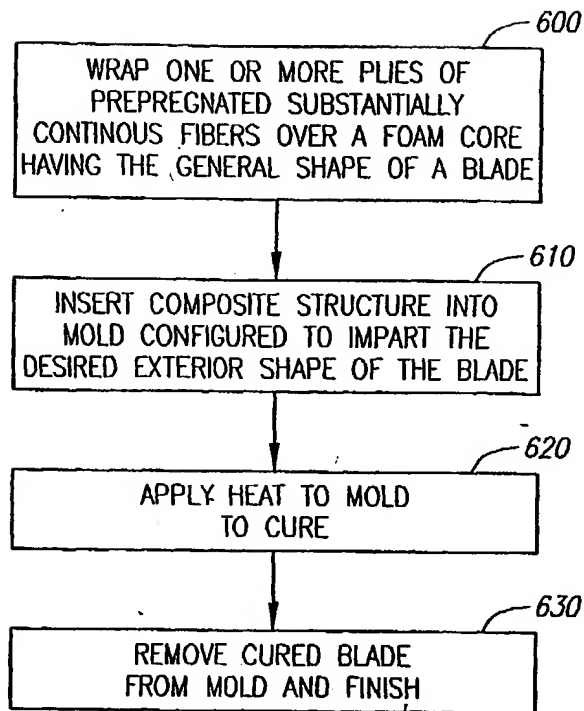 600
WRAP ONE OR MORE PLIES OF
PREPREGNATED SUBSTANTIALLY
CONTINOUS FIBERS OVER A FOAM CORE
HAVING THE GENERAL SHAPE OF A BLADE
610
INSERT COMPOSITE STRUCTURE INTO
MOLD CONFIGURED TO IMPART THE
DESIRED EXTERIOR SHAPE OF THE BLADE
620
APPLY HEAT TO MOLD
TO CURE
630
REMOVE CURED BLADE
FROM MOLD AND FINISH